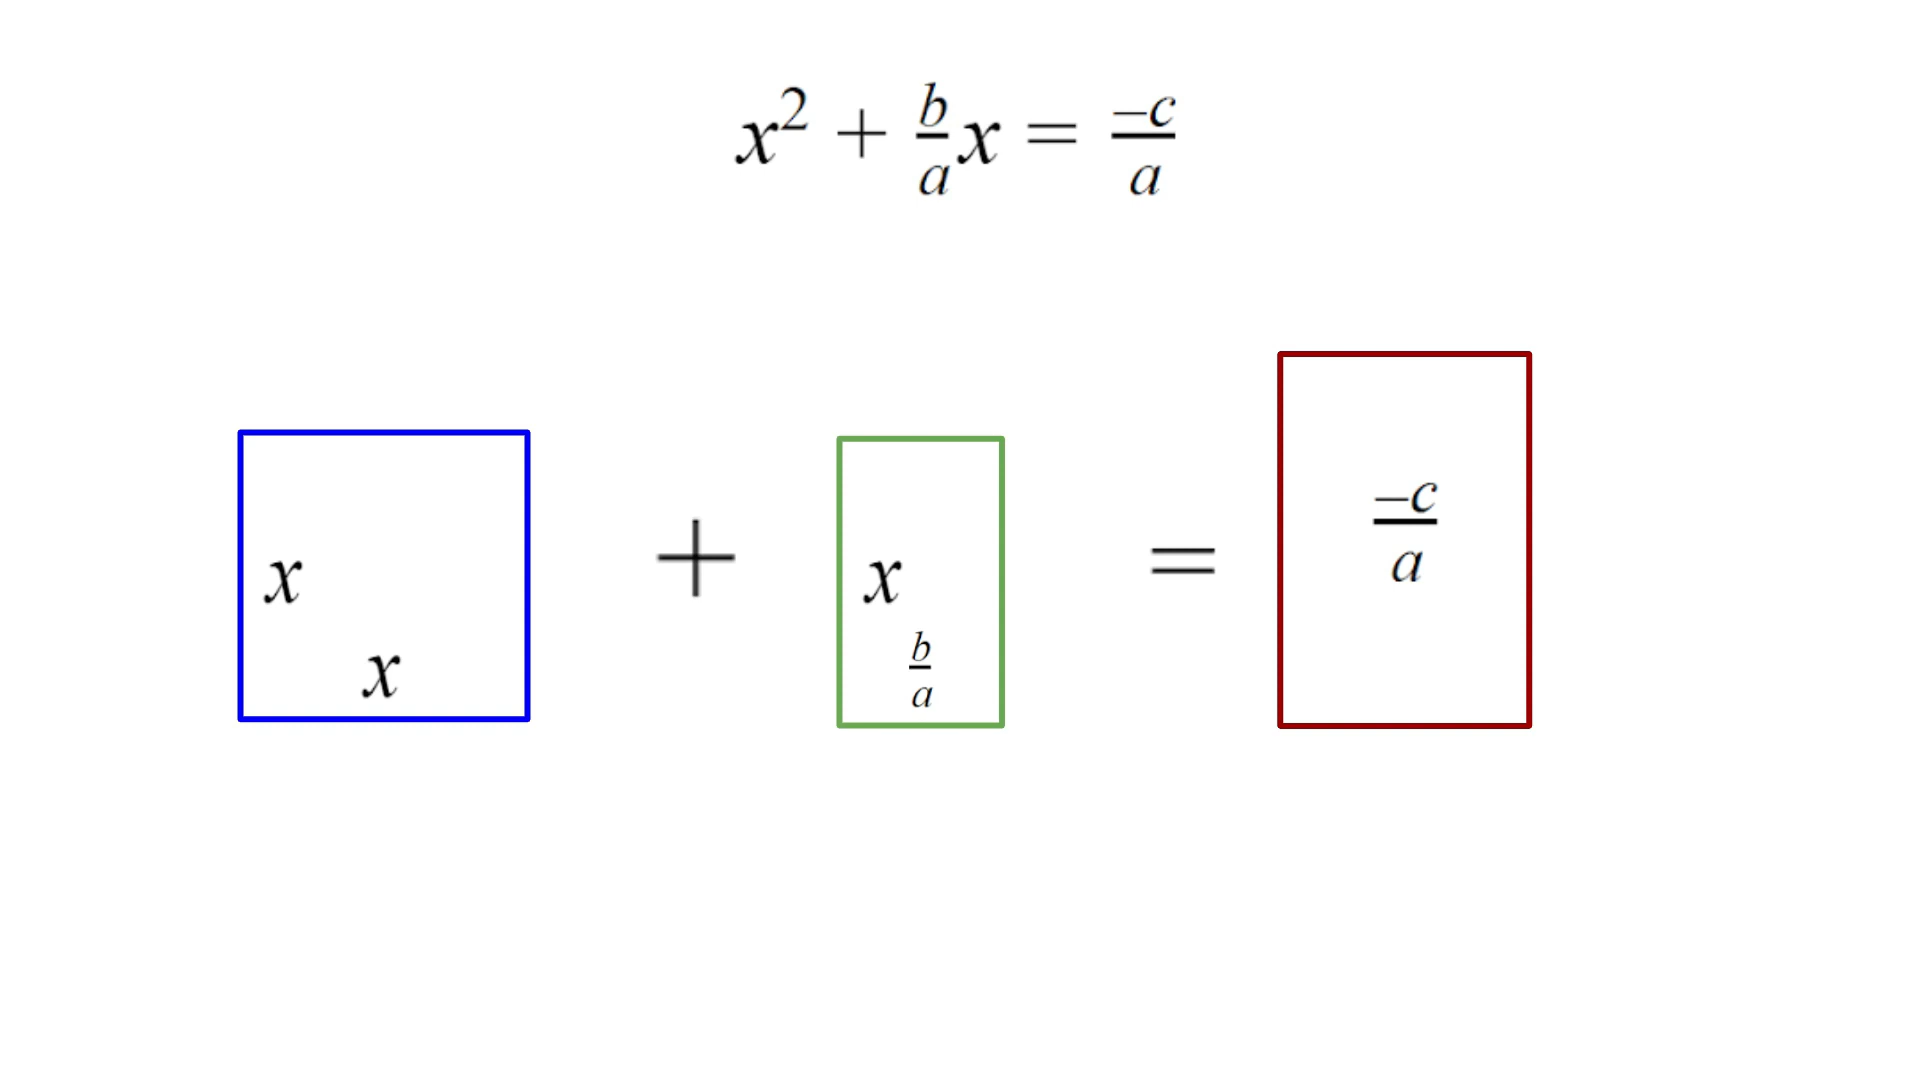 x² + b/a x = −c/a
x x + x b/a = −c/a